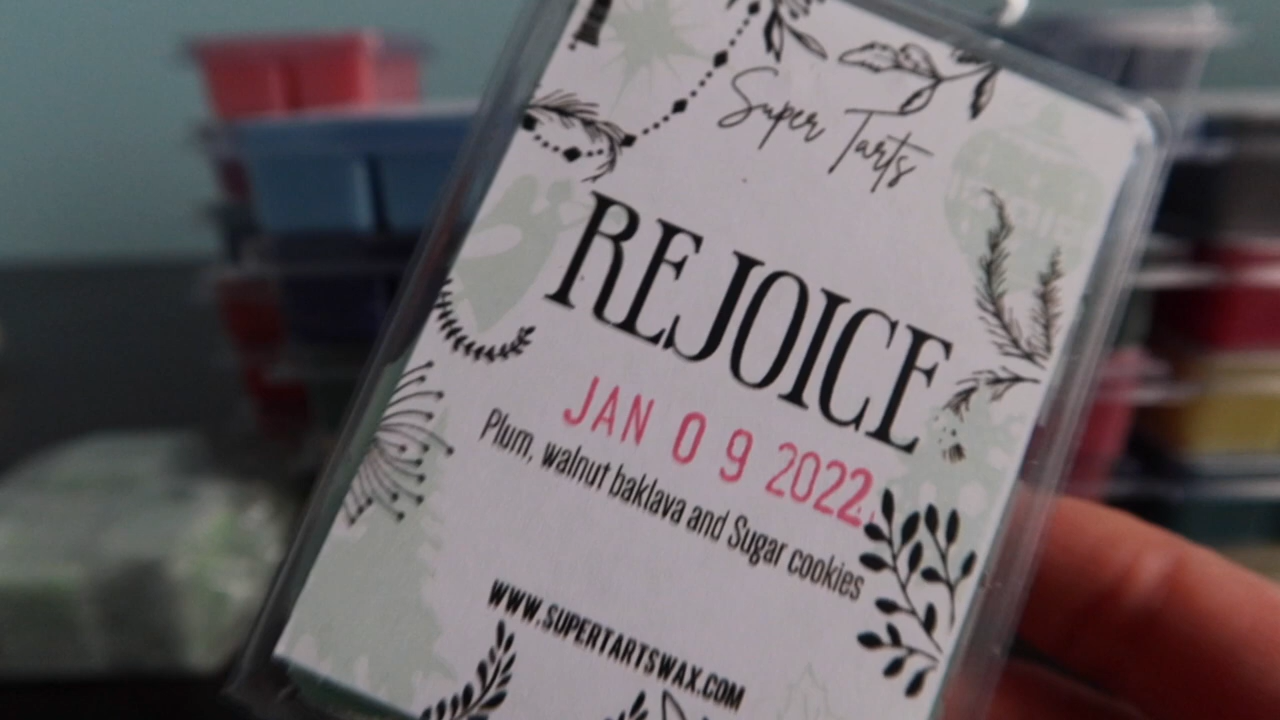 Super Tarts
REJOICE
JAN 09 2022
Plum, walnut baklava and Sugar cookies
WWW.SUPERTARTSWAX.COM